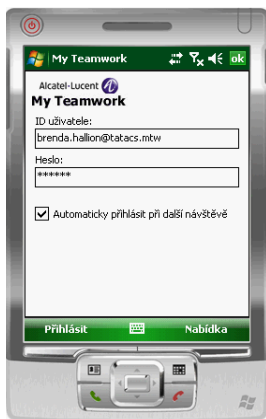 My Teamwork
ok
Alcatel-Lucent
My Teamwork
ID uživatele:
brenda.hallion@tatacs.mtw
Heslo:
******
Automaticky přihlásit při další návštěvě
Přihlásit
Nabídka